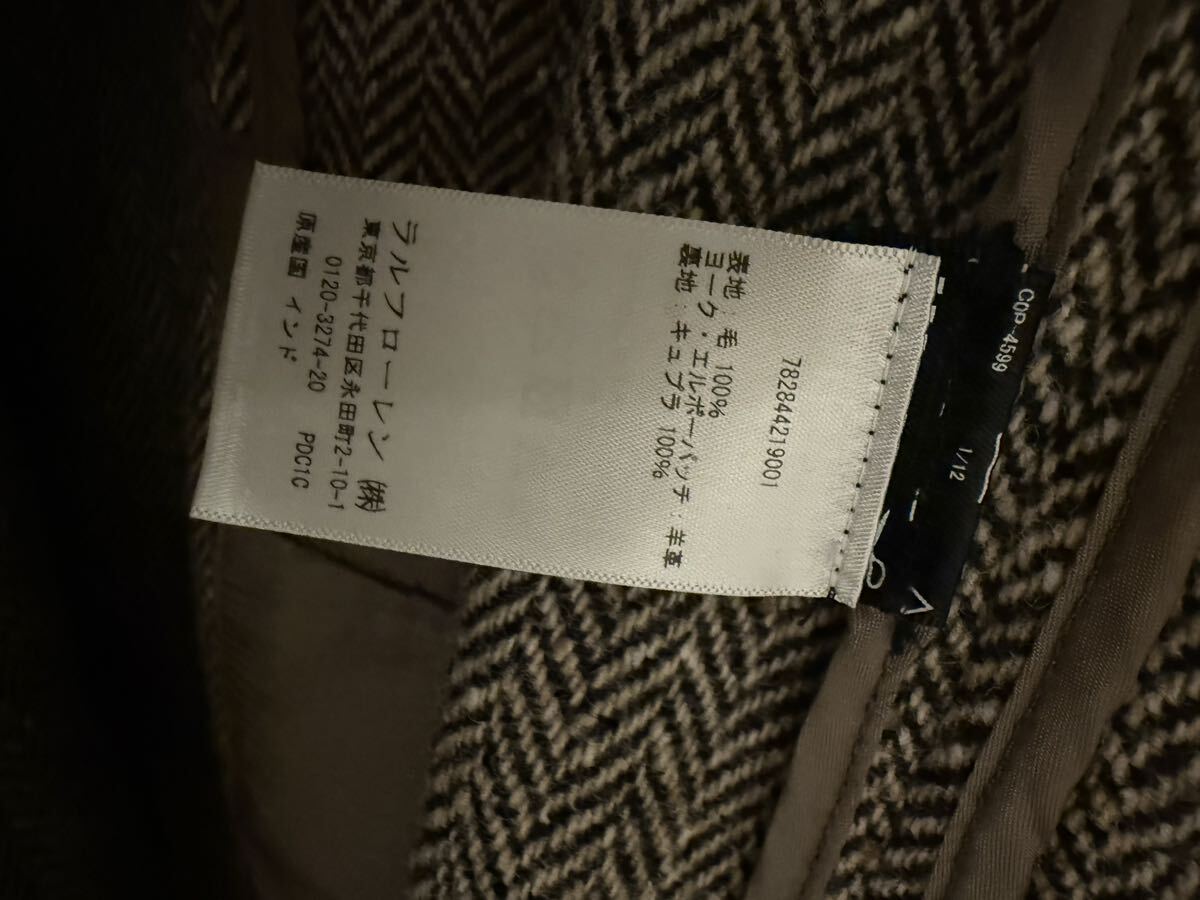 782844219001
表地:毛 100%
ヨーク・エルボーパッチ:羊革
裏地:キュプラ 100%
ラルフローレン ㈱
東京都千代田区永田町2-10-1
0120-3274-20 PDC1C
原産国 インド
COP-4599 1/12